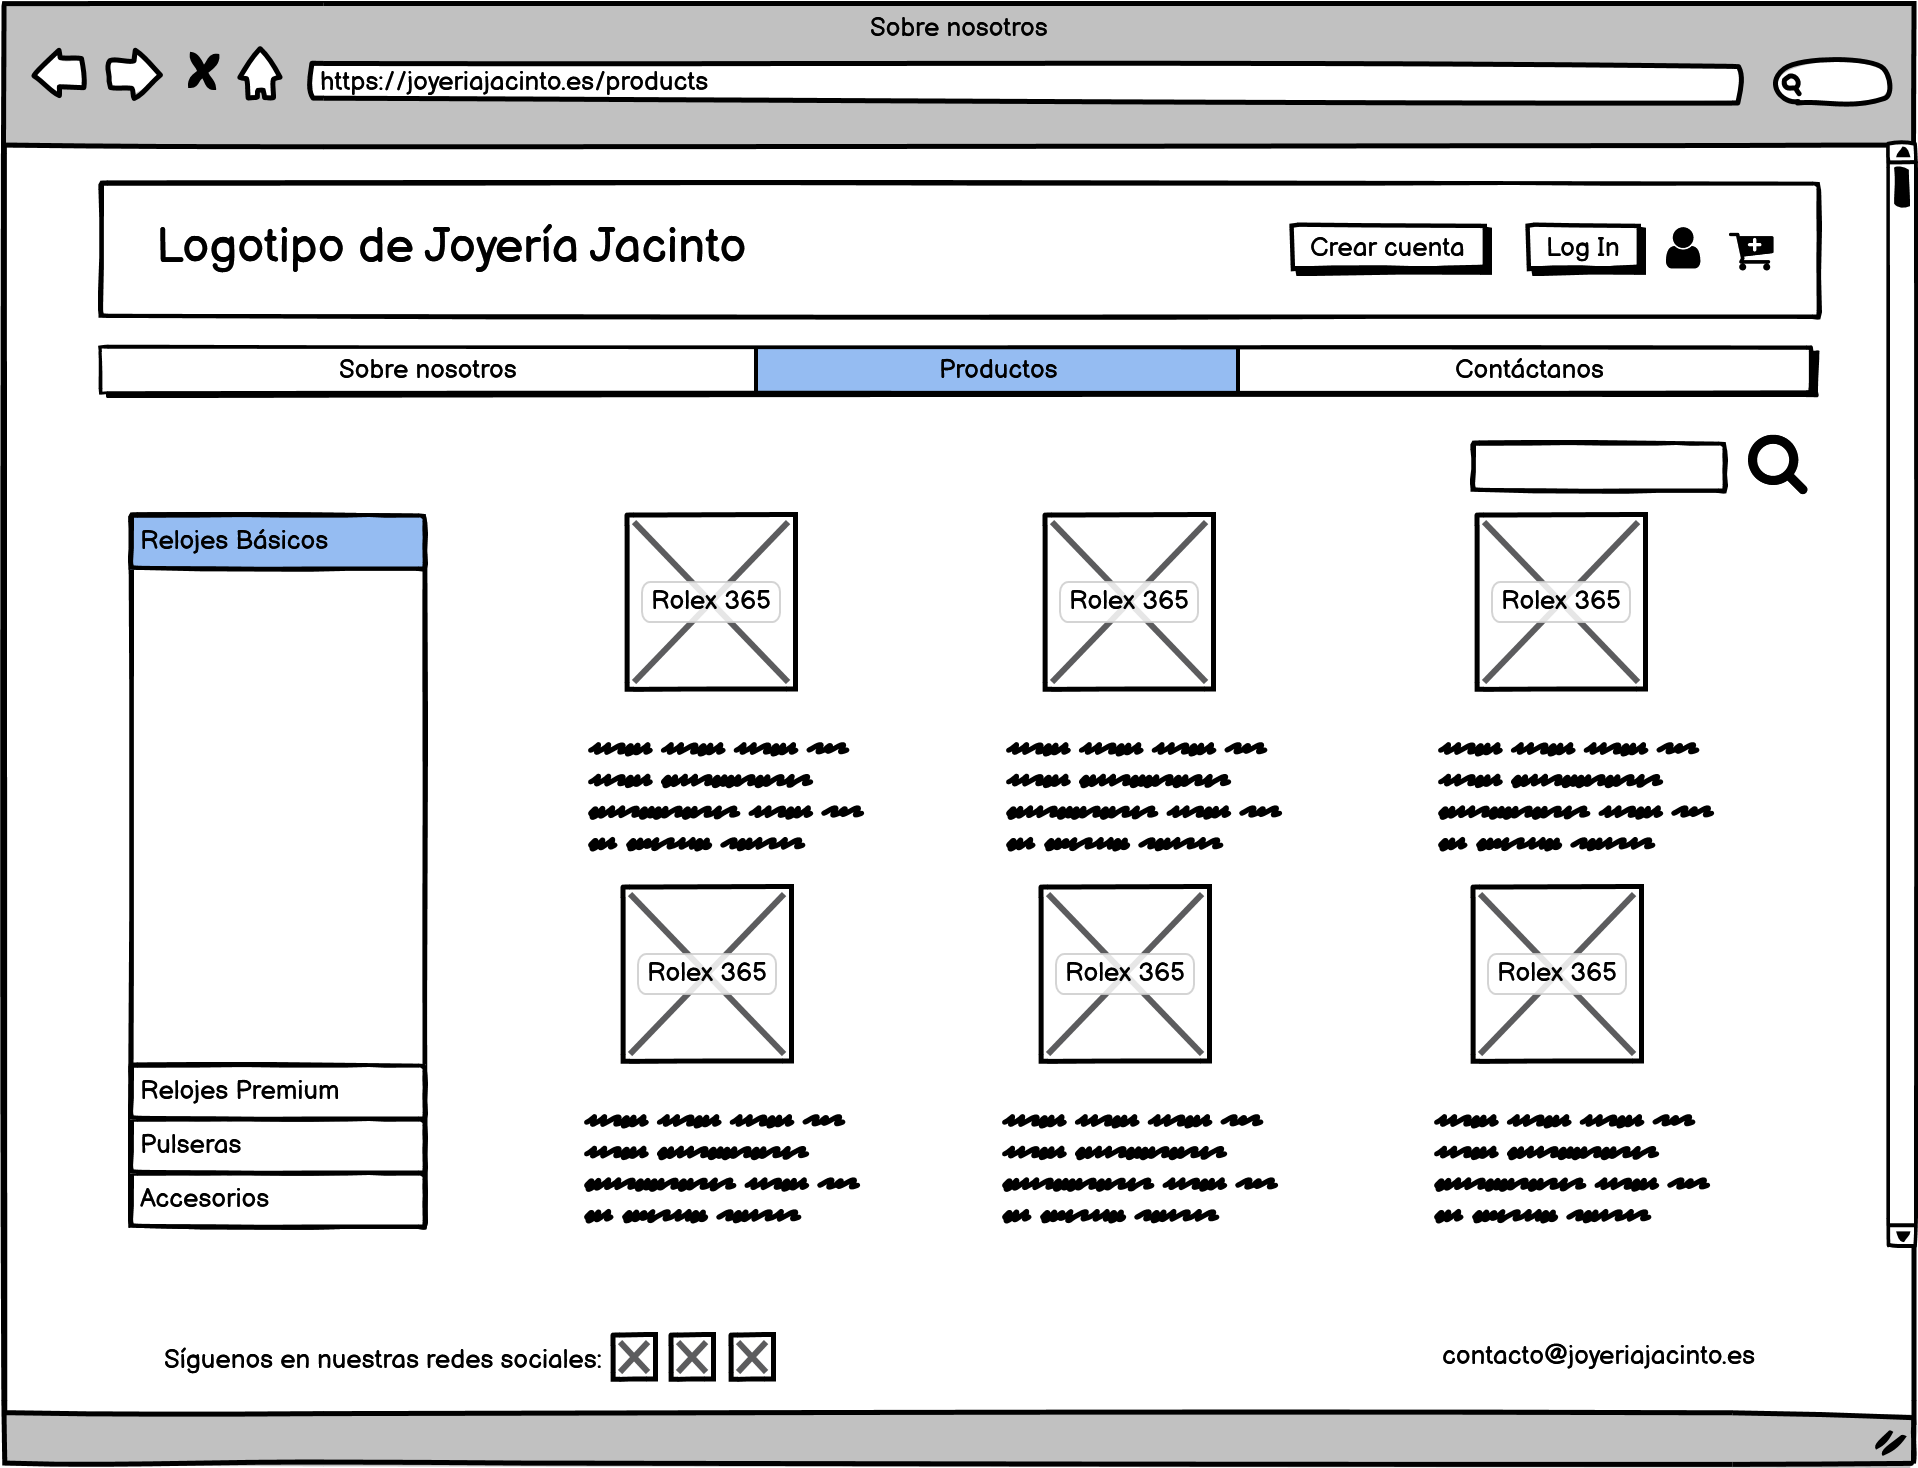 Sobre nosotros
https://joyeriajacinto.es/products
Logotipo de Joyería Jacinto
Crear cuenta
Log In
Sobre nosotros
Productos
Contáctanos
Relojes Básicos
Rolex 365
Rolex 365
Rolex 365
Rolex 365
Rolex 365
Rolex 365
Relojes Premium
Pulseras
Accesorios
Síguenos en nuestras redes sociales:
contacto@joyeriajacinto.es